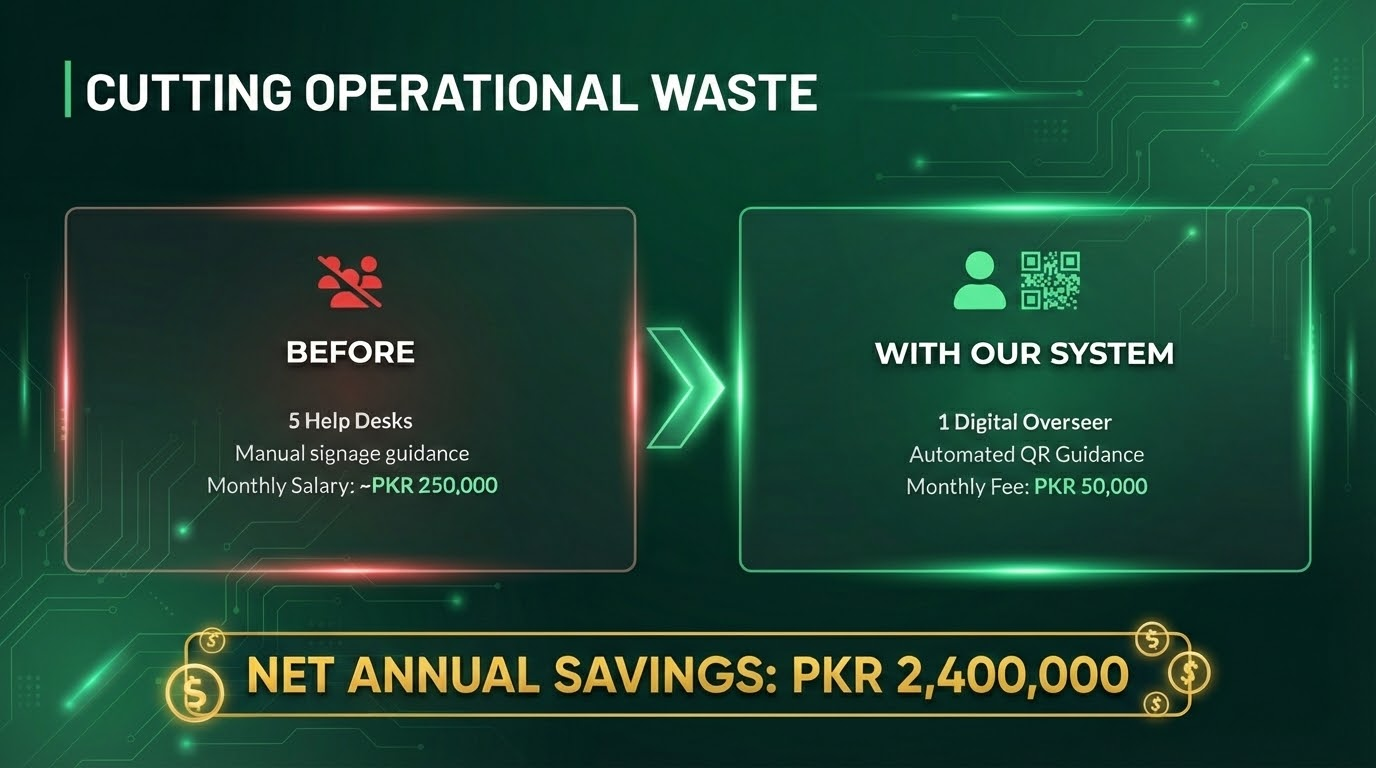 CUTTING OPERATIONAL WASTE
BEFORE
5 Help Desks
Manual signage guidance
Monthly Salary: ~PKR 250,000
WITH OUR SYSTEM
1 Digital Overseer
Automated QR Guidance
Monthly Fee: PKR 50,000
NET ANNUAL SAVINGS: PKR 2,400,000